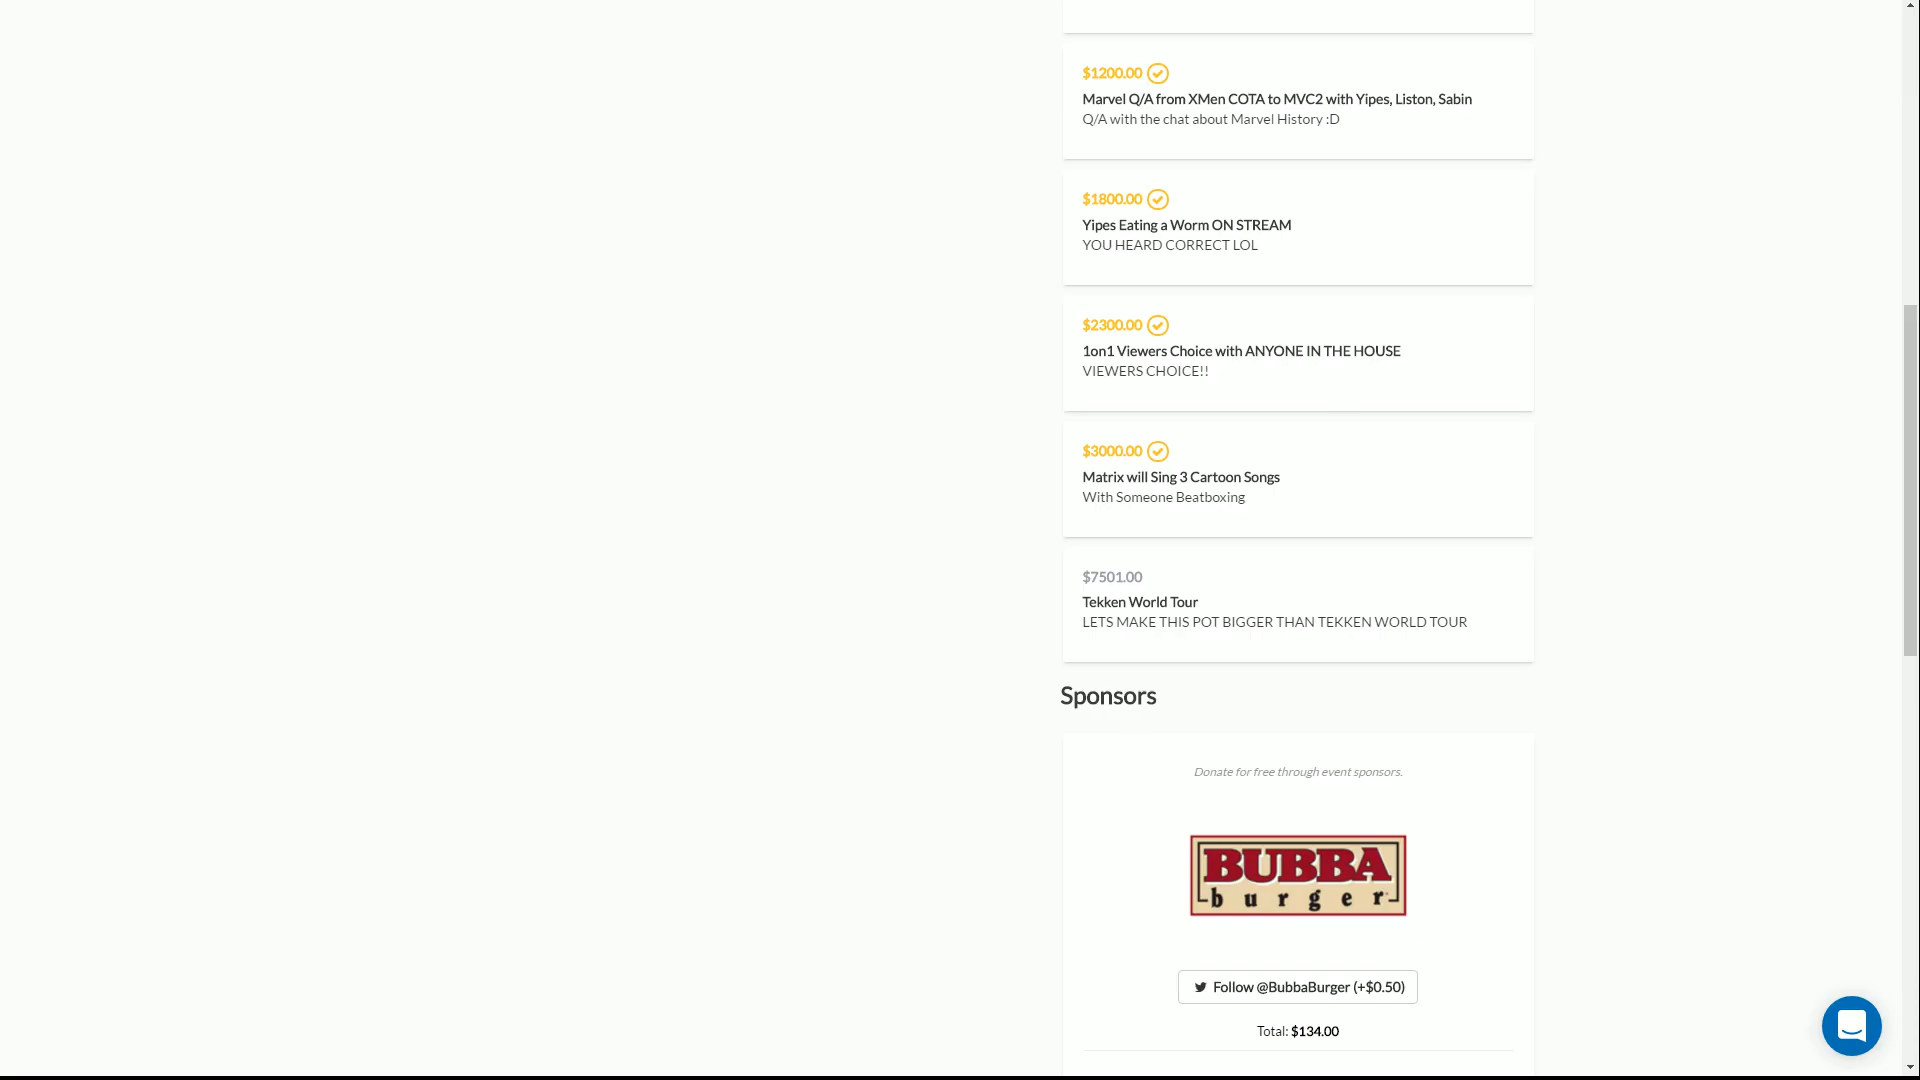 $1200.00
Marvel Q/A from XMen COTA to MVC2 with Yipes, Liston, Sabin
Q/A with the chat about Marvel History :D
$1800.00
Yipes Eating a Worm ON STREAM
YOU HEARD CORRECT LOL
$2300.00
1on1 Viewers Choice with ANYONE IN THE HOUSE
VIEWERS CHOICE!!
$3000.00
Matrix will Sing 3 Cartoon Songs
With Someone Beatboxing
$7501.00
Tekken World Tour
LETS MAKE THIS POT BIGGER THAN TEKKEN WORLD TOUR
Sponsors
Donate for free through event sponsors.
BUBBA
burger
Follow @BubbaBurger (+$0.50)
Total: $134.00